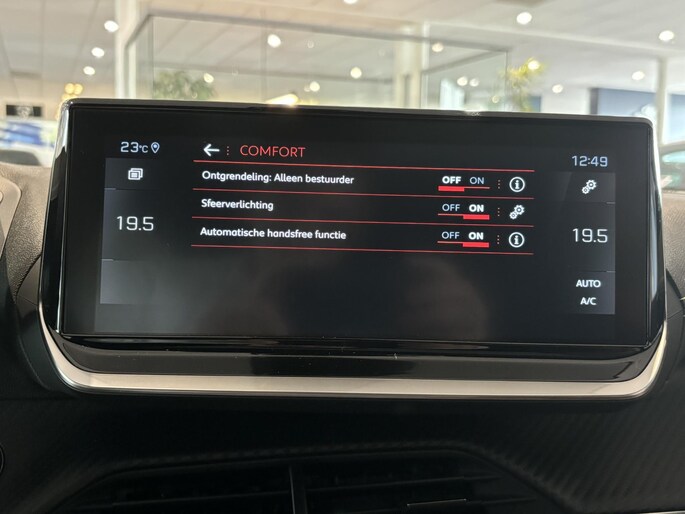 23°C
COMFORT
12:49
Ontgrendeling: Alleen bestuurder OFF ON
Sfeerverlichting OFF ON
19.5
19.5
Automatische handsfree functie OFF ON
AUTO
A/C